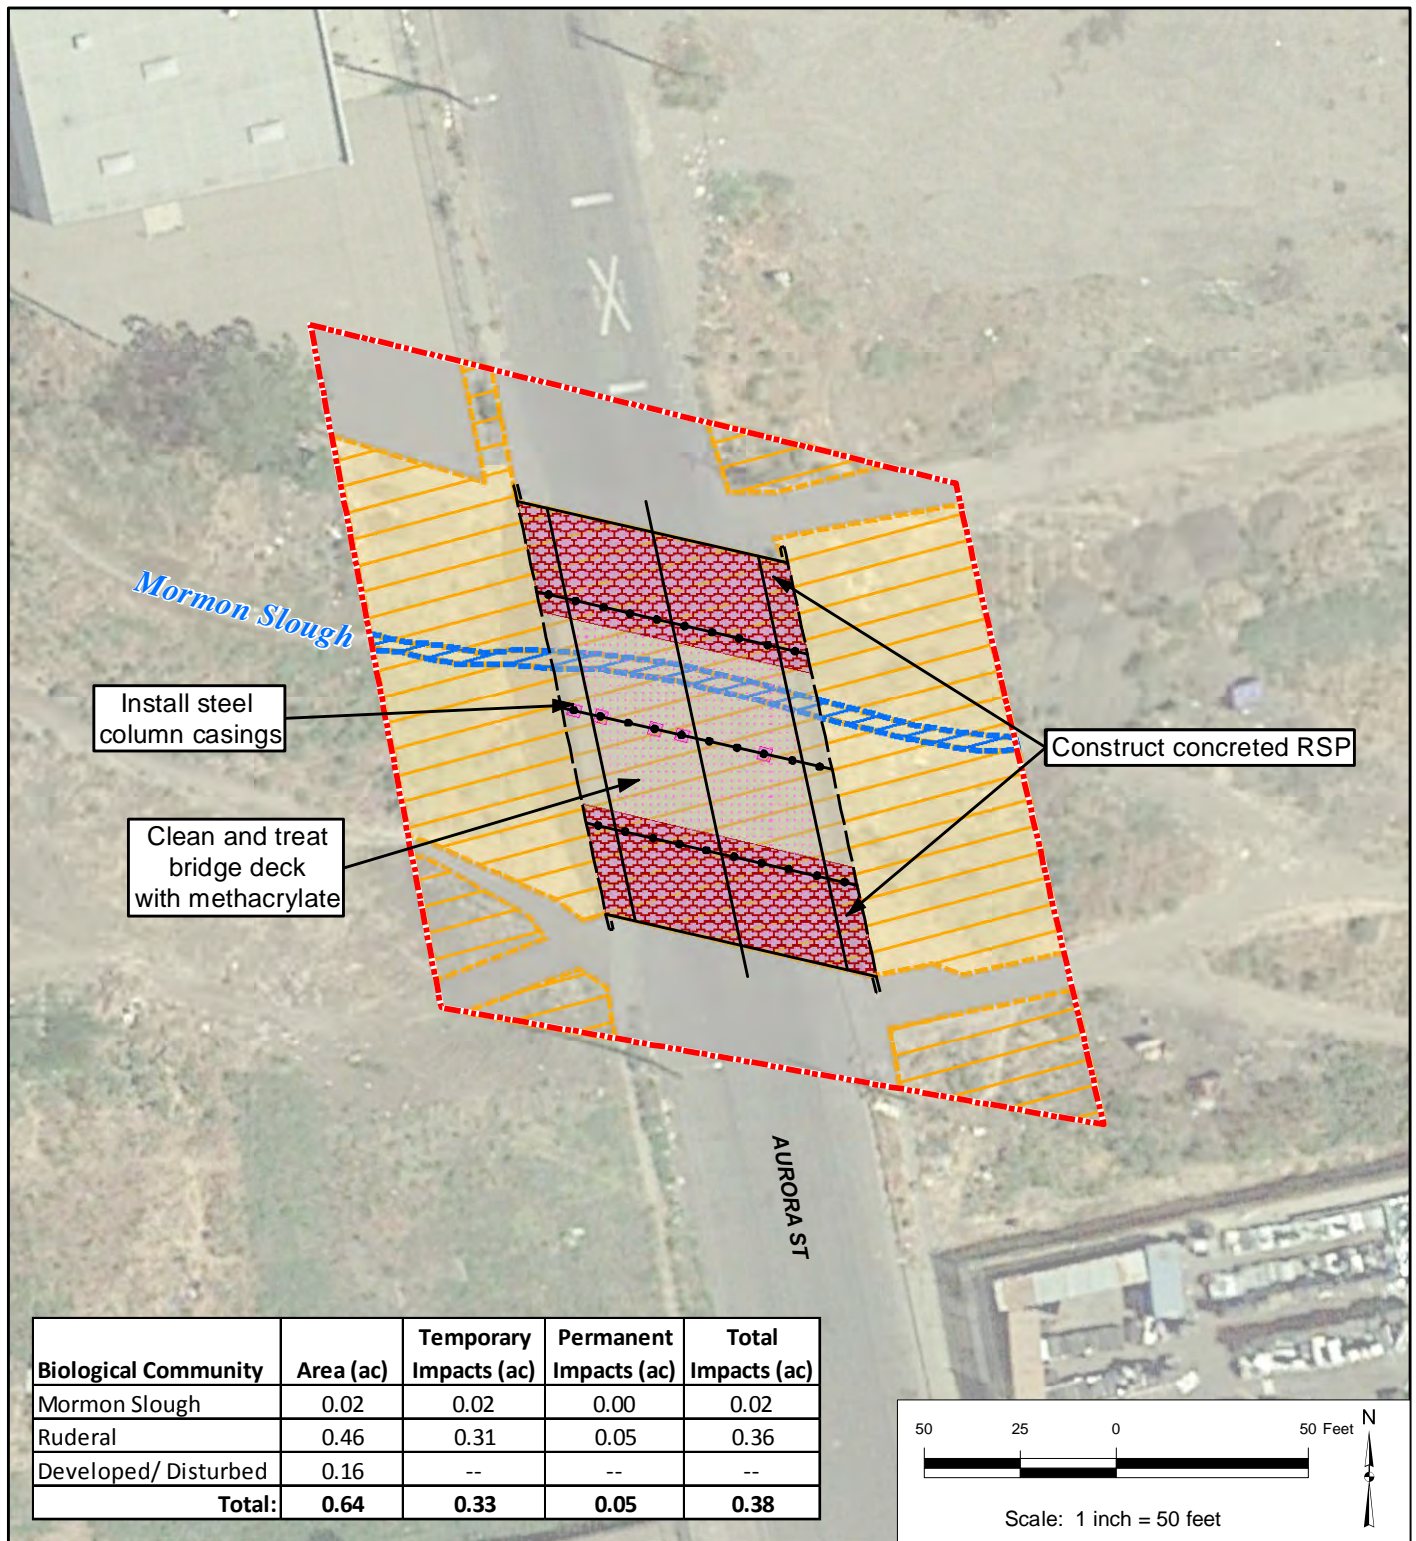 Mormon Slough
Install steel
column casings
Construct concreted RSP
Clean and treat
bridge deck
with methacrylate
AURORA ST
Biological Community Area (ac) Temporary Impacts (ac) Permanent Impacts (ac) Total Impacts (ac)
Mormon Slough 0.02 0.02 0.00 0.02
Ruderal 0.46 0.31 0.05 0.36
Developed/ Disturbed 0.16 -- -- --
Total: 0.64 0.33 0.05 0.38
50 25 0 50 Feet N
Scale: 1 inch = 50 feet